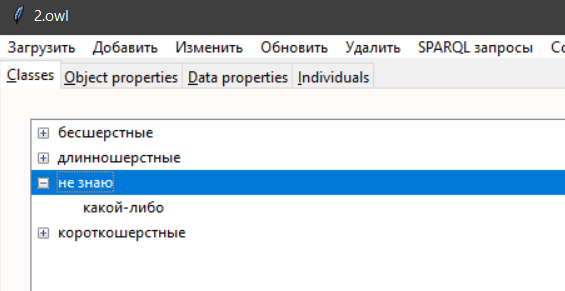 2.owl
Загрузить Добавить Изменить Обновить Удалить SPARQL запросы
Classes Object properties Data properties Individuals
бесшерстные
длинношерстные
не знаю
какой-либо
короткошерстные